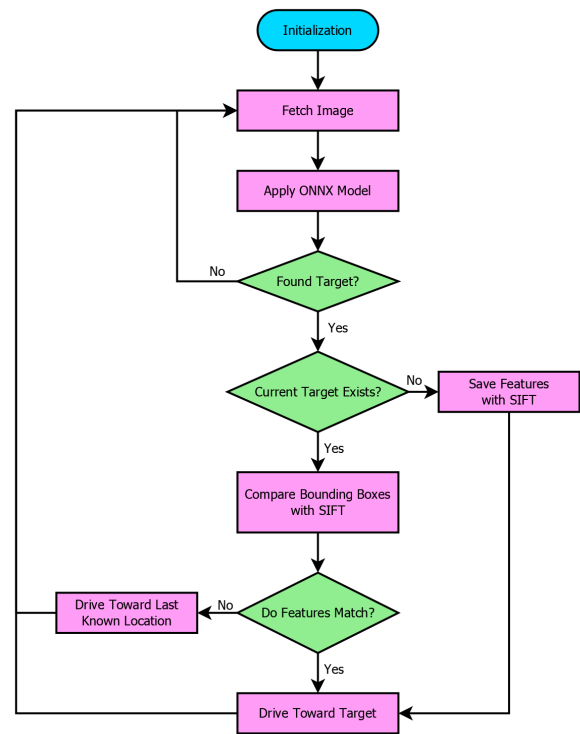 Initialization
Fetch Image
Apply ONNX Model
Found Target?
No
Yes
Current Target Exists?
No
Save Features
with SIFT
Yes
Compare Bounding Boxes
with SIFT
Do Features Match?
No
Drive Toward Last
Known Location
Yes
Drive Toward Target